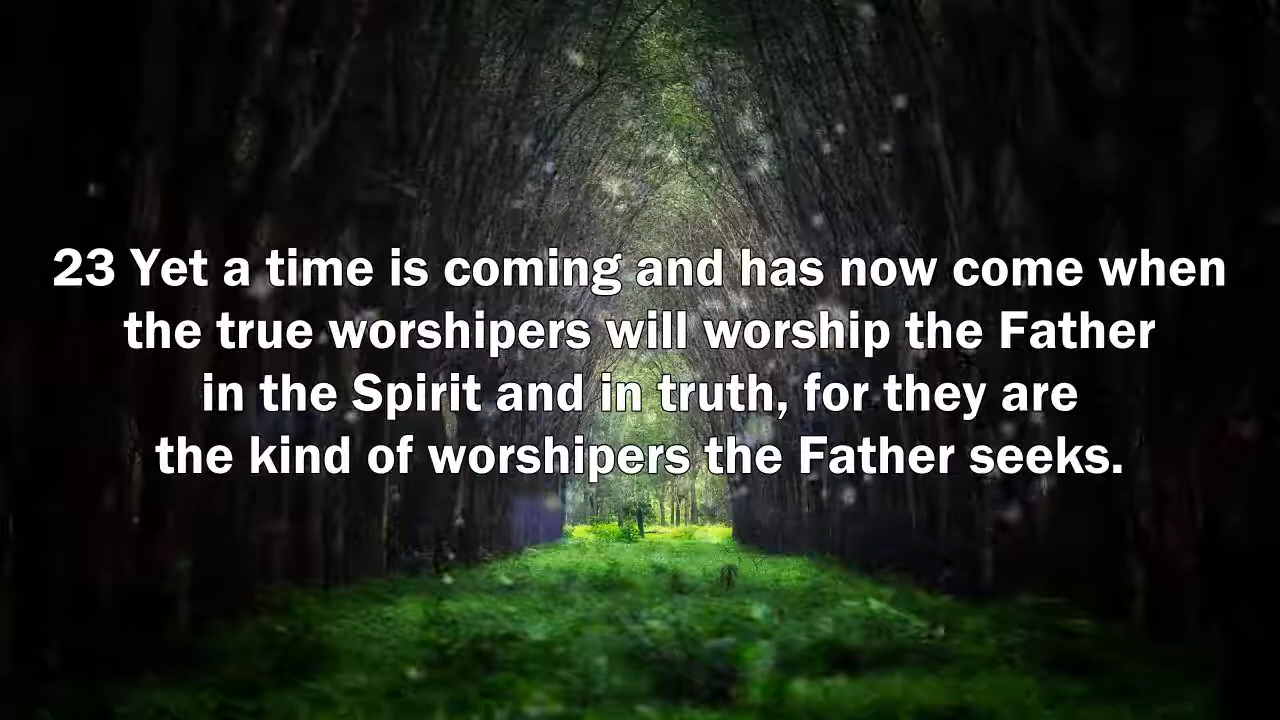 23 Yet a time is coming and has now come when
the true worshipers will worship the Father
in the Spirit and in truth, for they are
the kind of worshipers the Father seeks.